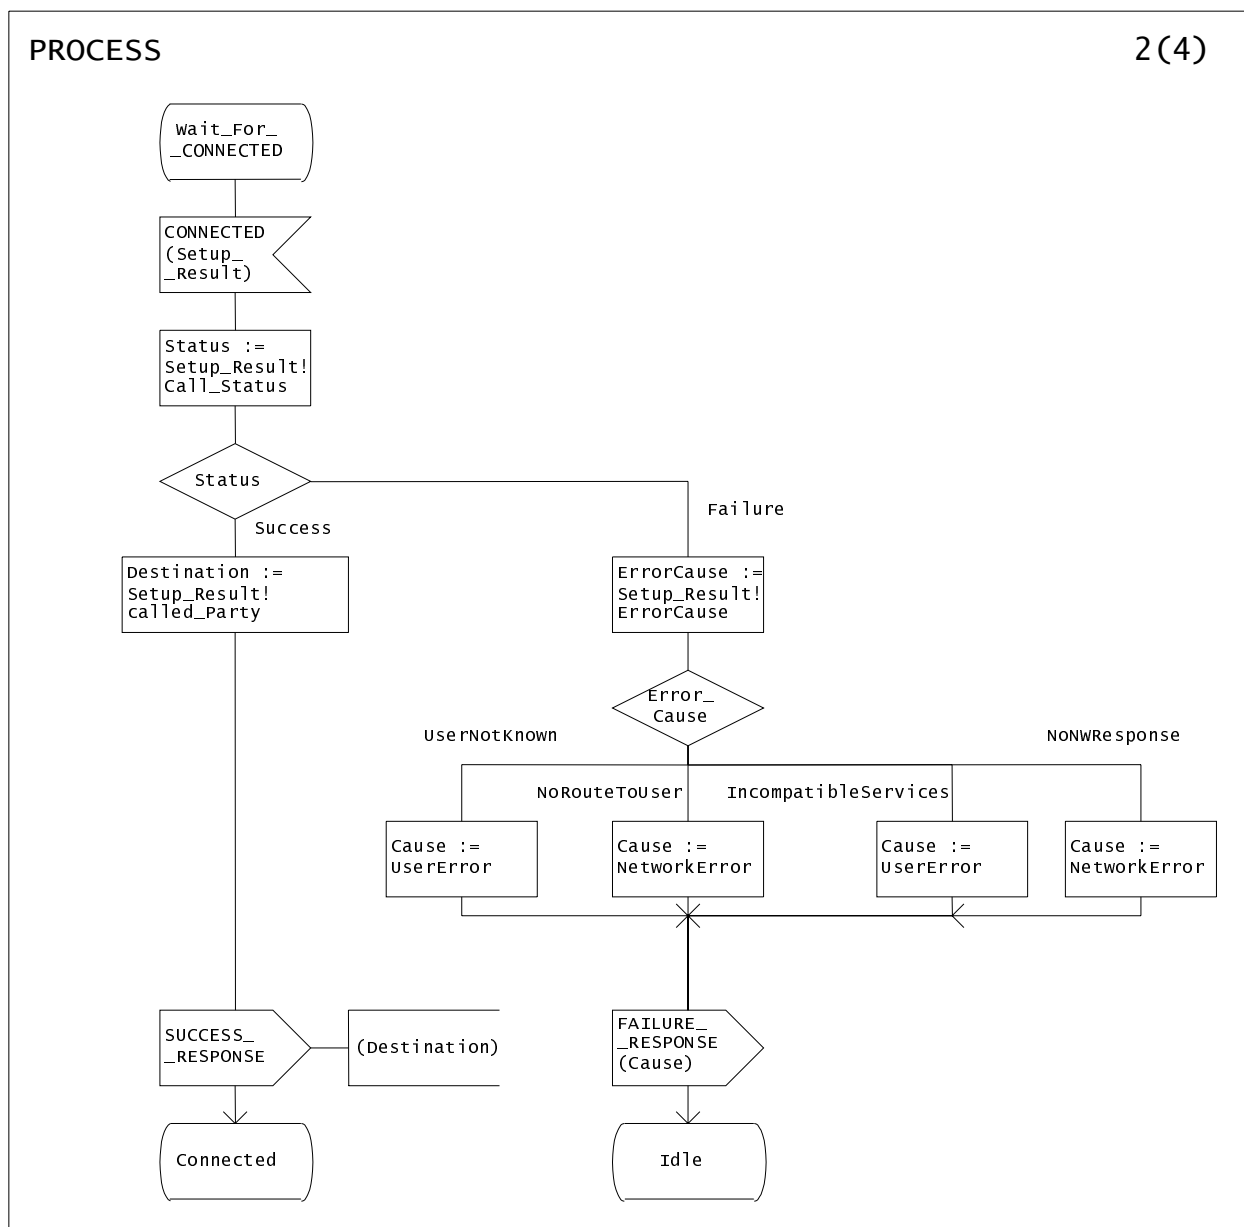 PROCESS
2(4)
Wait_For_
_CONNECTED
CONNECTED
(Setup_
_Result)
Status :=
Setup_Result!
Call_Status
Status
Success
Failure
Destination :=
Setup_Result!
called_Party
ErrorCause :=
Setup_Result!
ErrorCause
Error_
Cause
UserNotKnown
NoNWResponse
NoRouteToUser
IncompatibleServices
Cause :=
UserError
Cause :=
NetworkError
Cause :=
UserError
Cause :=
NetworkError
SUCCESS_
_RESPONSE
(Destination)
FAILURE_
_RESPONSE
(Cause)
Connected
Idle